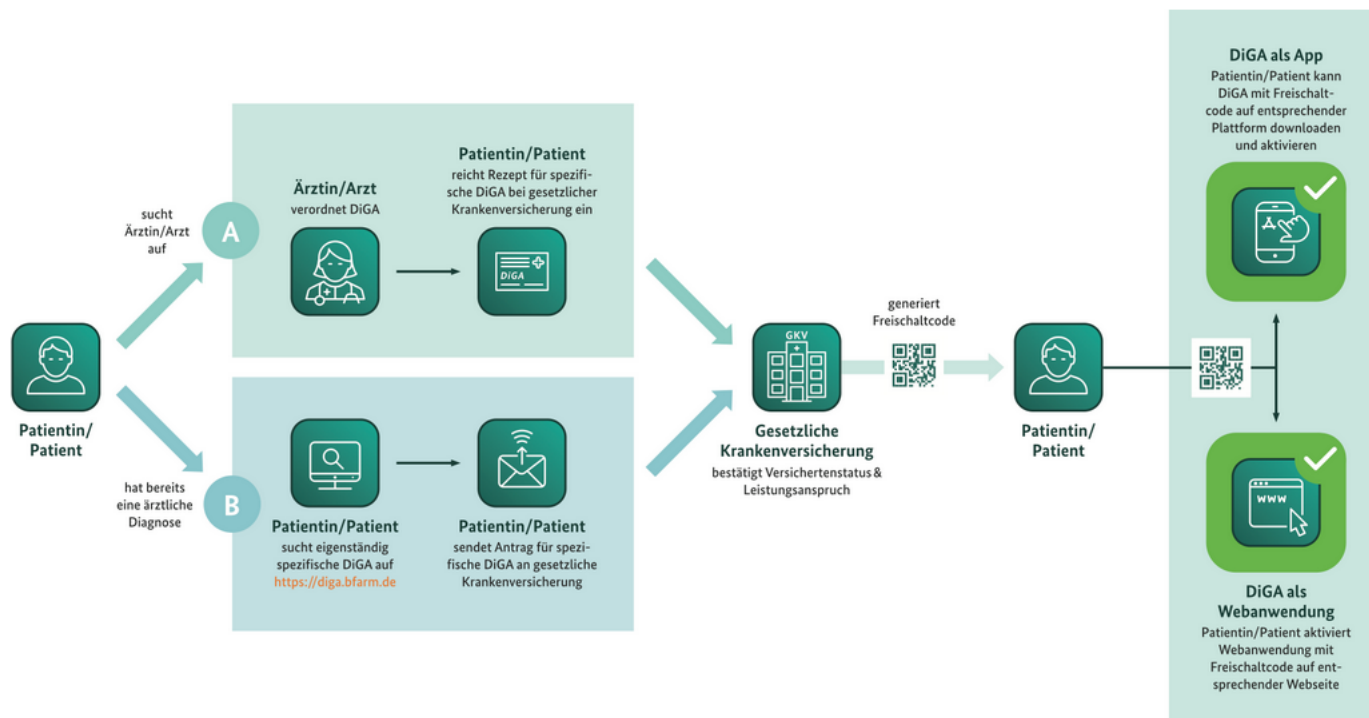 sucht
Ärztin/Arzt
auf
A
Ärztin/Arzt
verordnet DiGA
Patientin/Patient
reicht Rezept für spezifi-
sche DiGA bei gesetzlicher
Krankenversicherung ein
DiGA
Patientin/
Patient
hat bereits
eine ärztliche
Diagnose
B
Patientin/Patient
sucht eigenständig
spezifische DiGA auf
https://diga.bfarm.de
Patientin/Patient
sendet Antrag für spezi-
fische DiGA an gesetzliche
Krankenversicherung
GKV
Gesetzliche
Krankenversicherung
bestätigt Versichertenstatus &
Leistungsanspruch
generiert
Freischaltcode
Patientin/
Patient
DiGA als App
Patientin/Patient kann
DiGA mit Freischalt-
code auf entsprechender
Plattform downloaden
und aktivieren
www
DiGA als
Webanwendung
Patientin/Patient aktiviert
Webanwendung mit
Freischaltcode auf ent-
sprechender Webseite